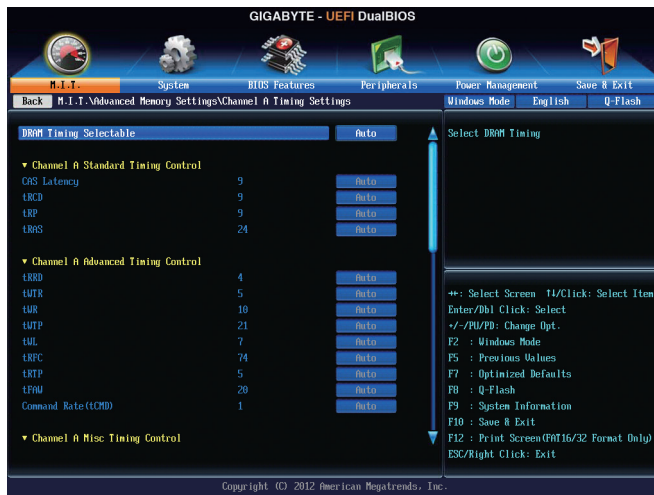 GIGABYTE - UEFI DualBIOS
M.I.T. System BIOS Features Peripherals Power Management Save & Exit
Back M.I.T.\Advanced Memory Settings\Channel A Timing Settings Windows Mode English Q-Flash
DRAM Timing Selectable Auto
▼ Channel A Standard Timing Control
CAS Latency 9 Auto
tRCD 9 Auto
tRP 9 Auto
tRAS 24 Auto
▼ Channel A Advanced Timing Control
tRRD 4 Auto
tWTR 5 Auto
tWR 10 Auto
tWTP 21 Auto
tWL 7 Auto
tRFC 74 Auto
tRTP 5 Auto
tFAW 20 Auto
Command Rate(tCMD) 1 Auto
▼ Channel A Misc Timing Control
Select DRAM Timing
→←: Select Screen ↑↓/Click: Select Item
Enter/Dbl Click: Select
+/-/PU/PD: Change Opt.
F2 : Windows Mode
F5 : Previous Values
F7 : Optimized Defaults
F8 : Q-Flash
F9 : System Information
F10 : Save & Exit
F12 : Print Screen(FAT16/32 Format Only)
ESC/Right Click: Exit
Copyright (C) 2012 American Megatrends, Inc.